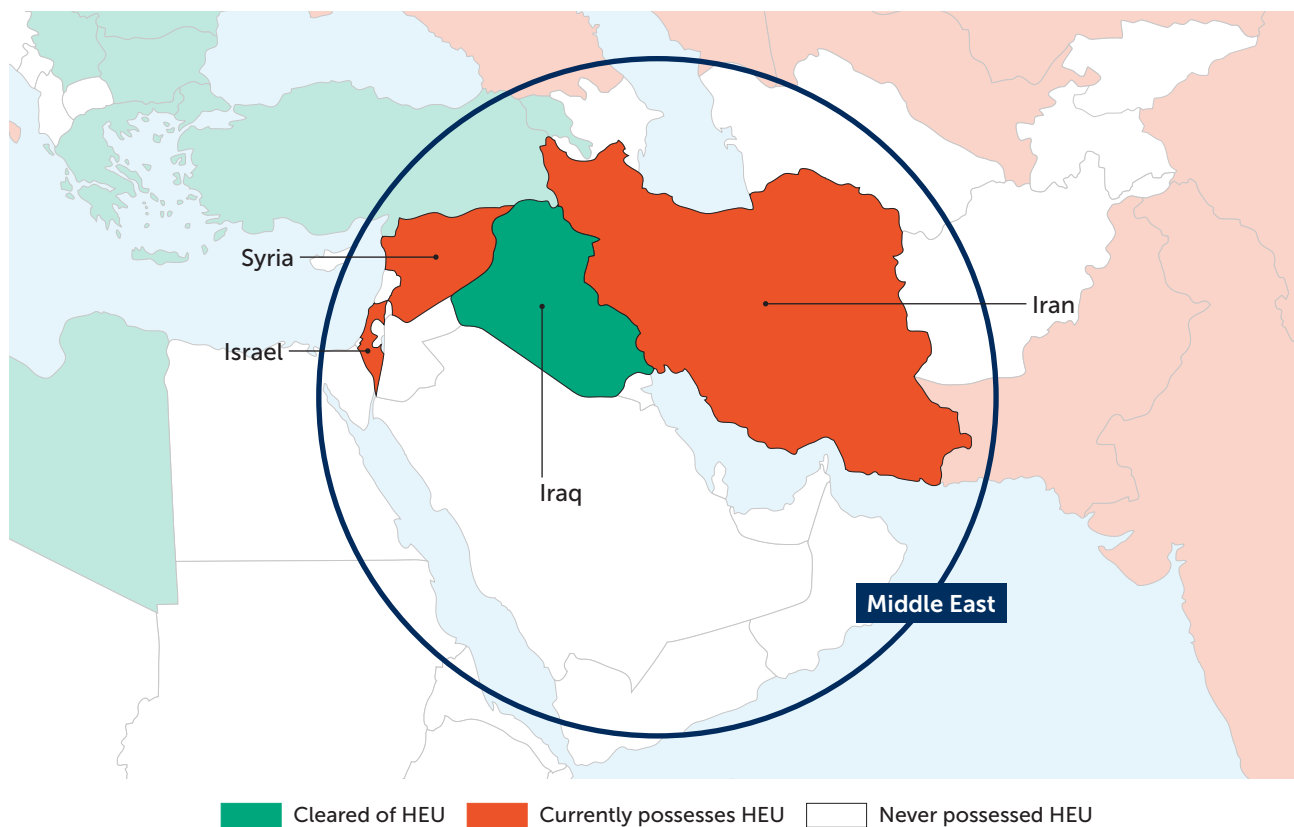 Syria
Iran
Israel
Iraq
Middle East
Cleared of HEU
Currently possesses HEU
Never possessed HEU